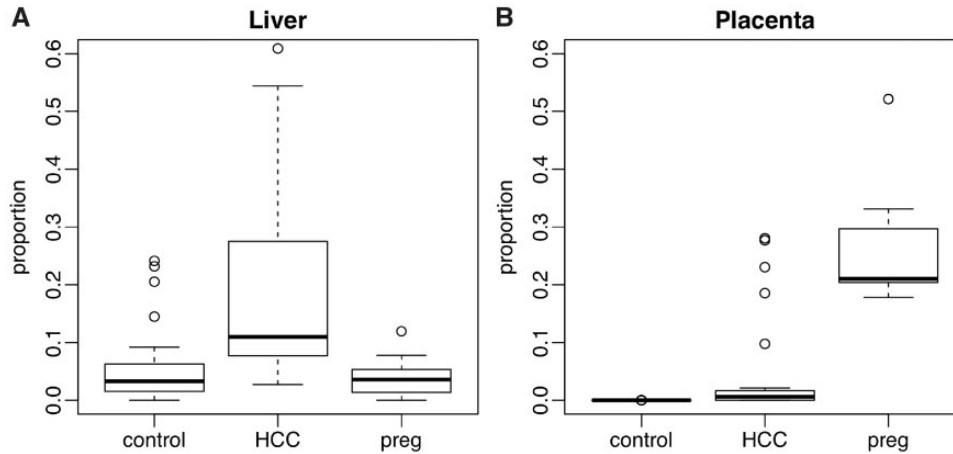 A
Liver
proportion
0.6
0.5
0.4
0.3
0.2
0.1
0.0
control
HCC
preg
B
Placenta
proportion
0.6
0.5
0.4
0.3
0.2
0.1
0.0
control
HCC
preg